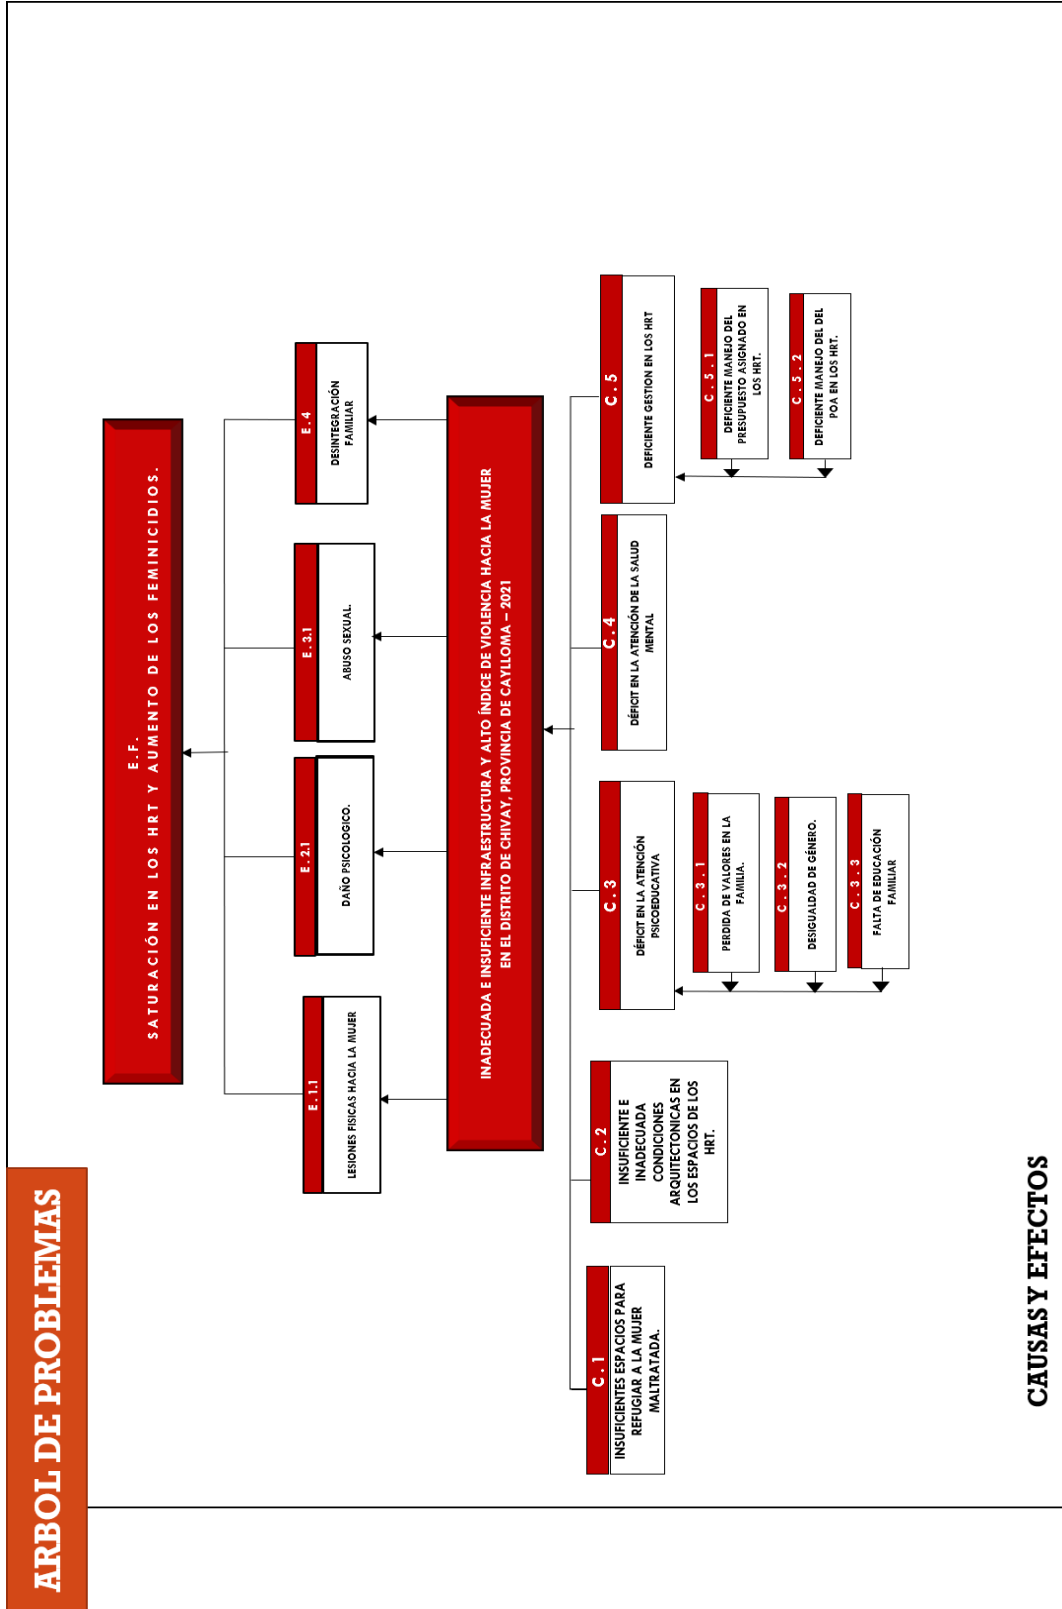 ARBOL DE PROBLEMAS
E.F.
SATURACIÓN EN LOS HRT Y AUMENTO DE LOS FEMINICIDIOS.
E. 1.1
LESIONES FISICAS HACIA LA MUJER
E. 2.1
DAÑO PSICOLOGICO.
E. 3.1
ABUSO SEXUAL.
E. 4
DESINTEGRACIÓN
FAMILIAR
INADECUADA E INSUFICIENTE INFRAESTRUCTURA Y ALTO ÍNDICE DE VIOLENCIA HACIA LA MUJER
EN EL DISTRITO DE CHIVAY, PROVINCIA DE CAYLLOMA – 2021
C. 1
INSUFICIENTES ESPACIOS PARA
REFUGIAR A LA MUJER
MALTRATADA.
C. 2
INSUFICIENTE E
INADECUADA
CONDICIONES
ARQUITECTONICAS EN
LOS ESPACIOS DE LOS
HRT.
C. 3
DÉFICIT EN LA ATENCIÓN
PSICOEDUCATIVA
C. 3. 1
PERDIDA DE VALORES EN LA
FAMILIA.
C. 3. 2
DESIGUALDAD DE GÉNERO.
C. 3. 3
FALTA DE EDUCACIÓN
FAMILIAR
C. 4
DÉFICIT EN LA ATENCIÓN DE LA SALUD
MENTAL
C. 5
DEFICIENTE GESTION EN LOS HRT
C. 5. 1
DEFICIENTE MANEJO DEL
PRESUPUESTO ASIGNADO EN
LOS HRT.
C. 5. 2
DEFICIENTE MANEJO DEL DEL
POA EN LOS HRT.
CAUSAS Y EFECTOS